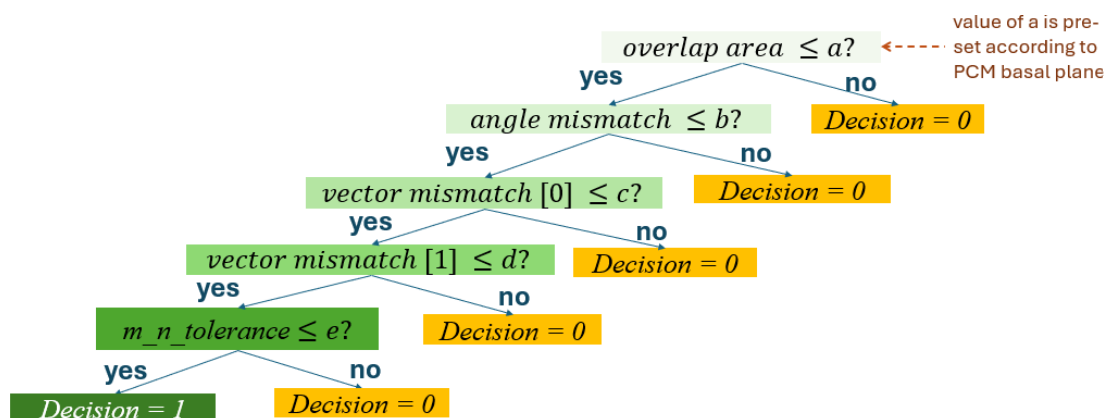 value of a is pre-
set according to
PCM basal plane
overlap area ≤ a?
yes
no
angle mismatch ≤ b?
Decision = 0
yes
no
vector mismatch [0] ≤ c?
Decision = 0
yes
no
vector mismatch [1] ≤ d?
Decision = 0
yes
no
m_n_tolerance ≤ e?
Decision = 0
yes
no
Decision = 1
Decision = 0